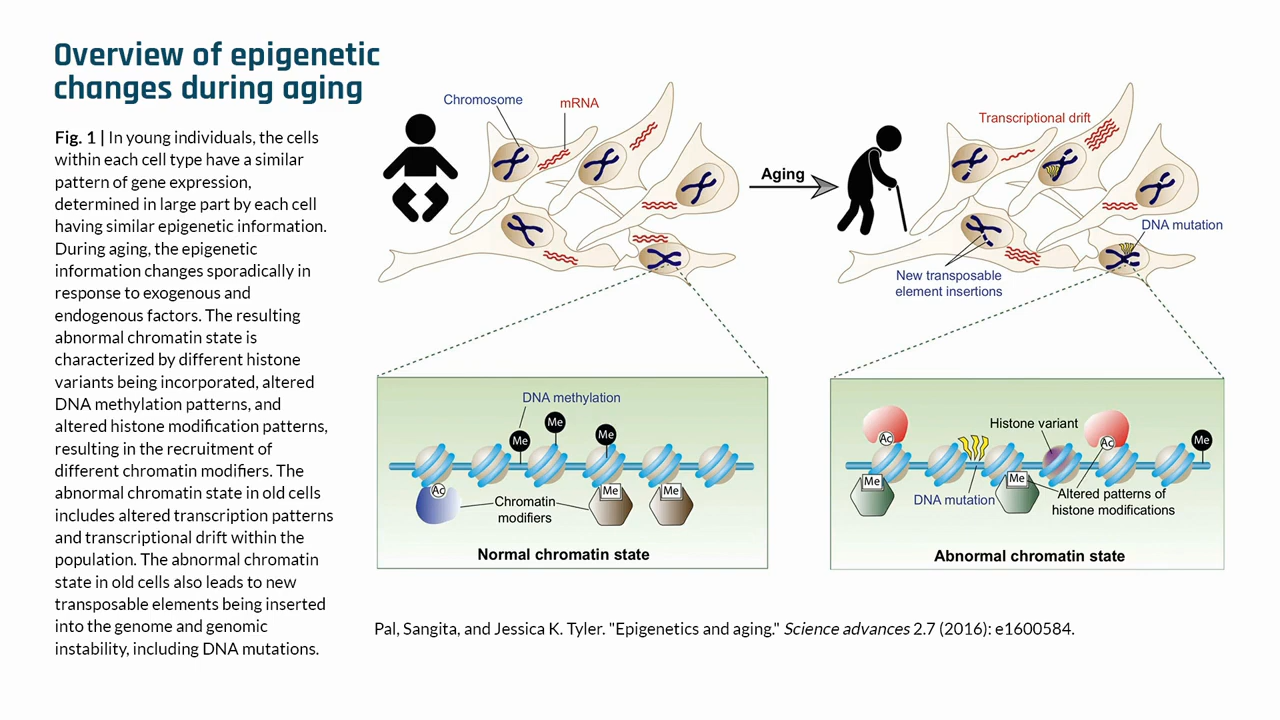 Overview of epigenetic
changes during aging
Fig. 1 | In young individuals, the cells
within each cell type have a similar
pattern of gene expression,
determined in large part by each cell
having similar epigenetic information.
During aging, the epigenetic
information changes sporadically in
response to exogenous and
endogenous factors. The resulting
abnormal chromatin state is
characterized by different histone
variants being incorporated, altered
DNA methylation patterns, and
altered histone modification patterns,
resulting in the recruitment of
different chromatin modifiers. The
abnormal chromatin state in old cells
includes altered transcription patterns
and transcriptional drift within the
population. The abnormal chromatin
state in old cells also leads to new
transposable elements being inserted
into the genome and genomic
instability, including DNA mutations.
Chromosome
mRNA
Aging
Transcriptional drift
DNA mutation
New transposable
element insertions
DNA methylation
Me
Me
Me
Ac
Me
Me
Chromatin
modifiers
Normal chromatin state
Ac
Histone variant
Ac
Me
Me
Me
DNA mutation
Altered patterns of
histone modifications
Abnormal chromatin state
Pal, Sangita, and Jessica K. Tyler. "Epigenetics and aging." Science advances 2.7 (2016): e1600584.